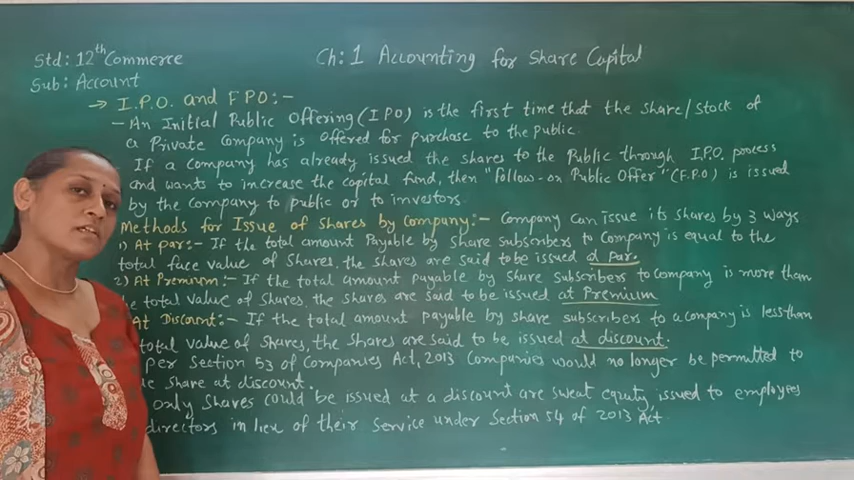 Std: 12th Commerce
Ch: 1 Accounting for Share Capital
Sub: Account
→ I.P.O. and FPO:-
- An Initial Public Offering (IPO) is the first time that the share/stock of
a Private Company is offered for purchase to the public.
If a company has already issued the shares to the Public through I.P.O. process
and wants to increase the capital fund, then "follow-on Public Offer" (F.P.O) is issued
by the company to public or to investors.
Methods for Issue of Shares by Company:- Company can issue its shares by 3 ways
1) At par:- If the total amount Payable by share subscribers to Company is equal to the
total face value of Shares, the shares are said to be issued at par.
2) At Premium:- If the total amount payable by share subscribers to company is more than
total value of shares, the shares are said to be issued at Premium
At Discount:- If the total amount payable by share subscribers to a company is less than
total value of shares, the shares are said to be issued at discount.
per Section 53 of Companies Act, 2013 Companies would no longer be permitted to
share at discount.
only shares could be issued at a discount are sweat equity, issued to employees
directors in lieu of their service under Section 54 of 2013 Act